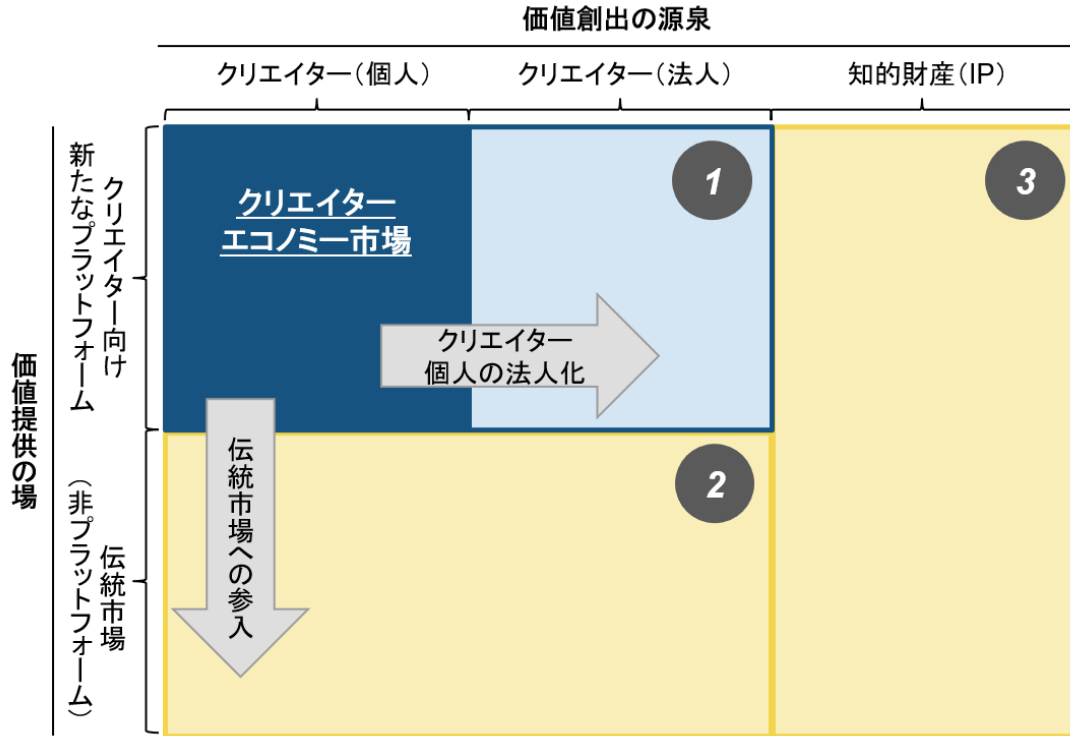 価値創出の源泉
クリエイター（個人）
クリエイター（法人）
知的財産（IP）
価値提供の場
クリエイター向け
新たなプラットフォーム
クリエイター
エコノミー市場
1
3
クリエイター
個人の法人化
伝統市場
（非プラットフォーム）
伝統市場への参入
2